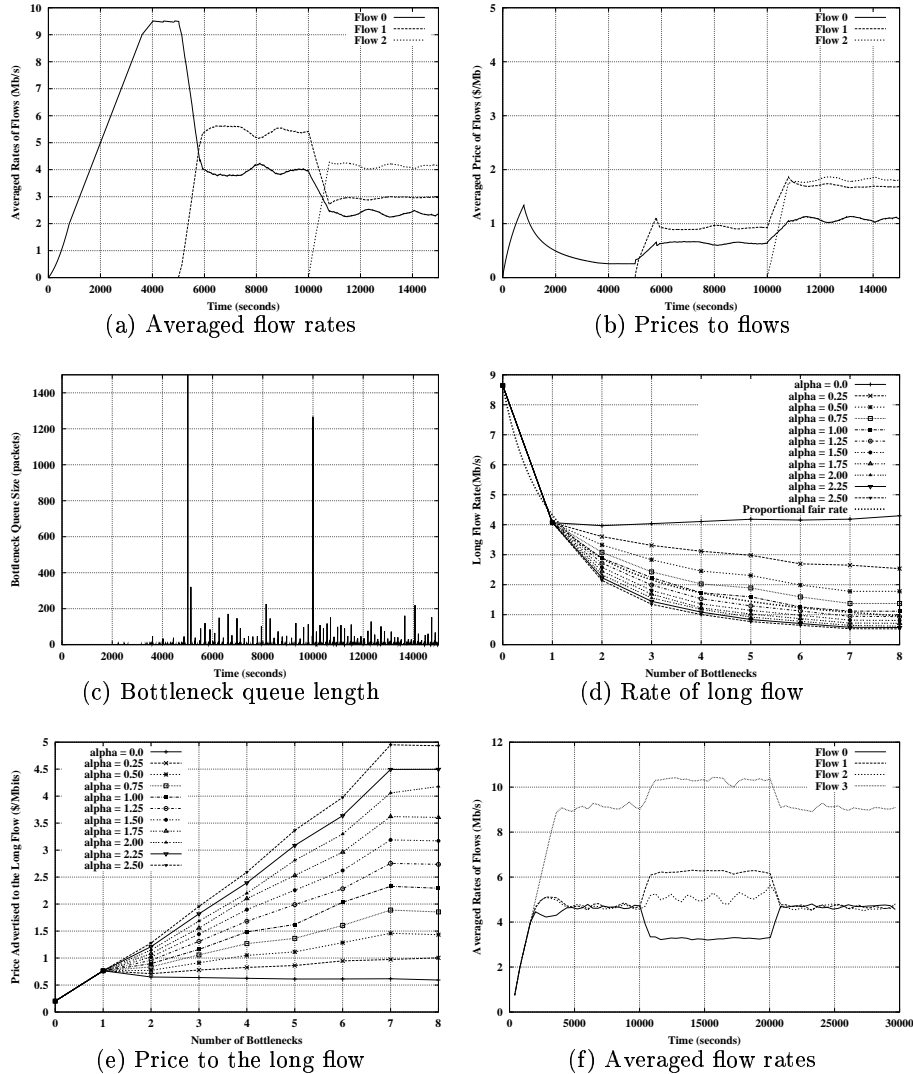 Averaged Rates of Flows (Mb/s)
10
9
8
7
6
5
4
3
2
1
0
Flow 0
Flow 1
Flow 2
0 2000 4000 6000 8000 10000 12000 14000
Time (seconds)
(a) Averaged flow rates
Averaged Price of Flows ($/Mb)
5
4
3
2
1
0
Flow 0
Flow 1
Flow 2
0 2000 4000 6000 8000 10000 12000 14000
Time (seconds)
(b) Prices to flows
Bottleneck Queue Size (packets)
1400
1200
1000
800
600
400
200
0
0 2000 4000 6000 8000 10000 12000 14000
Time (seconds)
(c) Bottleneck queue length
Long Flow Rate(Mb/s)
9
8
7
6
5
4
3
2
1
0
alpha = 0.0
alpha = 0.25
alpha = 0.50
alpha = 0.75
alpha = 1.00
alpha = 1.25
alpha = 1.50
alpha = 1.75
alpha = 2.00
alpha = 2.25
alpha = 2.50
Proportional fair rate
0 1 2 3 4 5 6 7 8
Number of Bottlenecks
(d) Rate of long flow
Price Advertised to the Long Flow ($/Mbits)
5
4.5
4
3.5
3
2.5
2
1.5
1
0.5
0
alpha = 0.0
alpha = 0.25
alpha = 0.50
alpha = 0.75
alpha = 1.00
alpha = 1.25
alpha = 1.50
alpha = 1.75
alpha = 2.00
alpha = 2.25
alpha = 2.50
0 1 2 3 4 5 6 7 8
Number of Bottlenecks
(e) Price to the long flow
Averaged Rates of Flows (Mb/s)
12
10
8
6
4
2
0
Flow 0
Flow 1
Flow 2
Flow 3
0 5000 10000 15000 20000 25000 30000
Time (seconds)
(f) Averaged flow rates